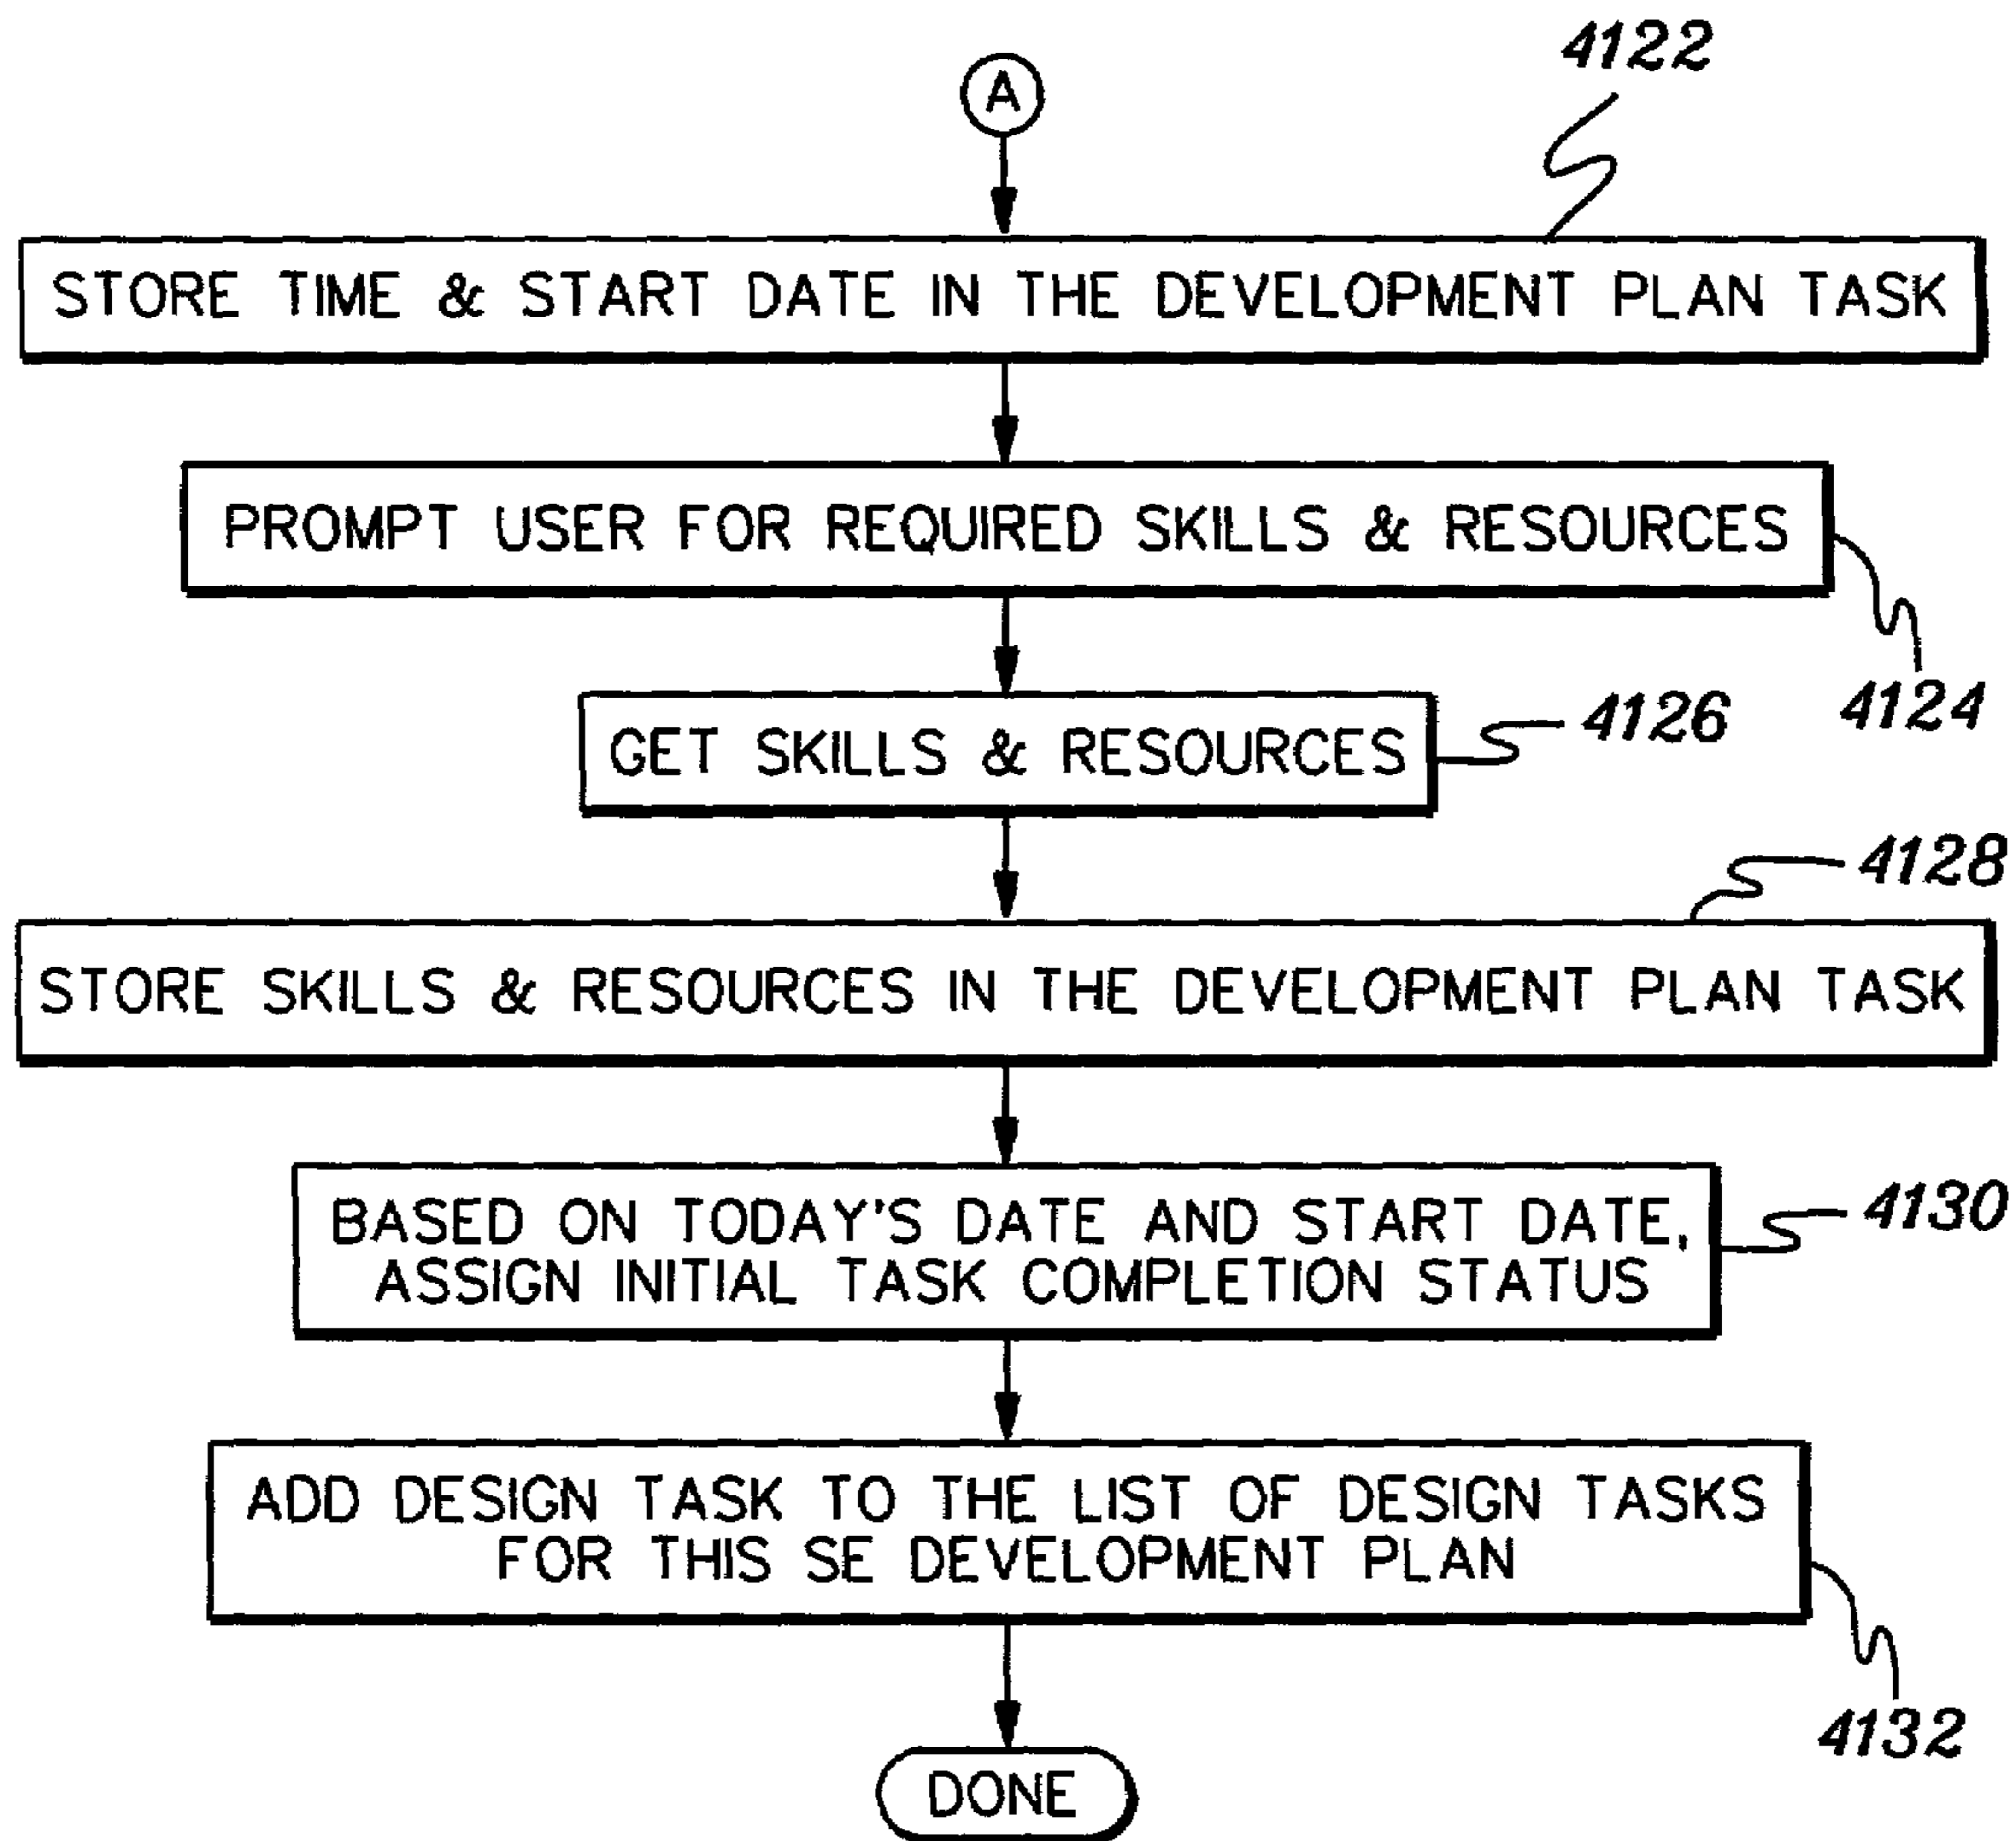 4122
A
STORE TIME & START DATE IN THE DEVELOPMENT PLAN TASK
PROMPT USER FOR REQUIRED SKILLS & RESOURCES
4124
GET SKILLS & RESOURCES
4126
4128
STORE SKILLS & RESOURCES IN THE DEVELOPMENT PLAN TASK
BASED ON TODAY'S DATE AND START DATE,
ASSIGN INITIAL TASK COMPLETION STATUS
4130
ADD DESIGN TASK TO THE LIST OF DESIGN TASKS
FOR THIS SE DEVELOPMENT PLAN
4132
DONE